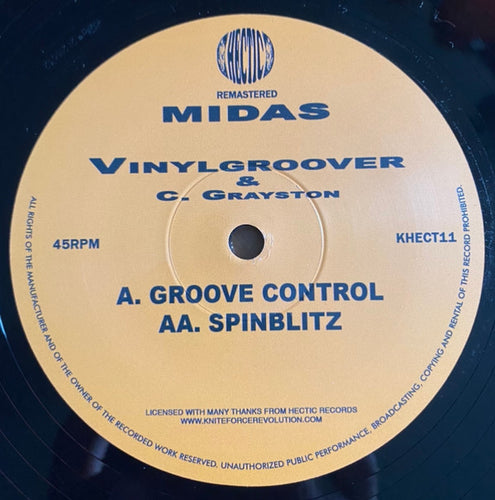 HECTIC
REMASTERED
MIDAS
VINYLGROOVER
&
C. GRAYSTON
45RPM
KHECT11
A. GROOVE CONTROL
AA. SPINBLITZ
LICENSED WITH MANY THANKS FROM HECTIC RECORDS
WWW.KNITEFORCEREVOLUTION.COM
ALL RIGHTS OF THE MANUFACTURER AND OF THE OWNER OF THE RECORDED WORK RESERVED. UNAUTHORIZED PUBLIC PERFORMANCE, BROADCASTING, COPYING AND RENTAL OF THIS RECORD PROHIBITED.